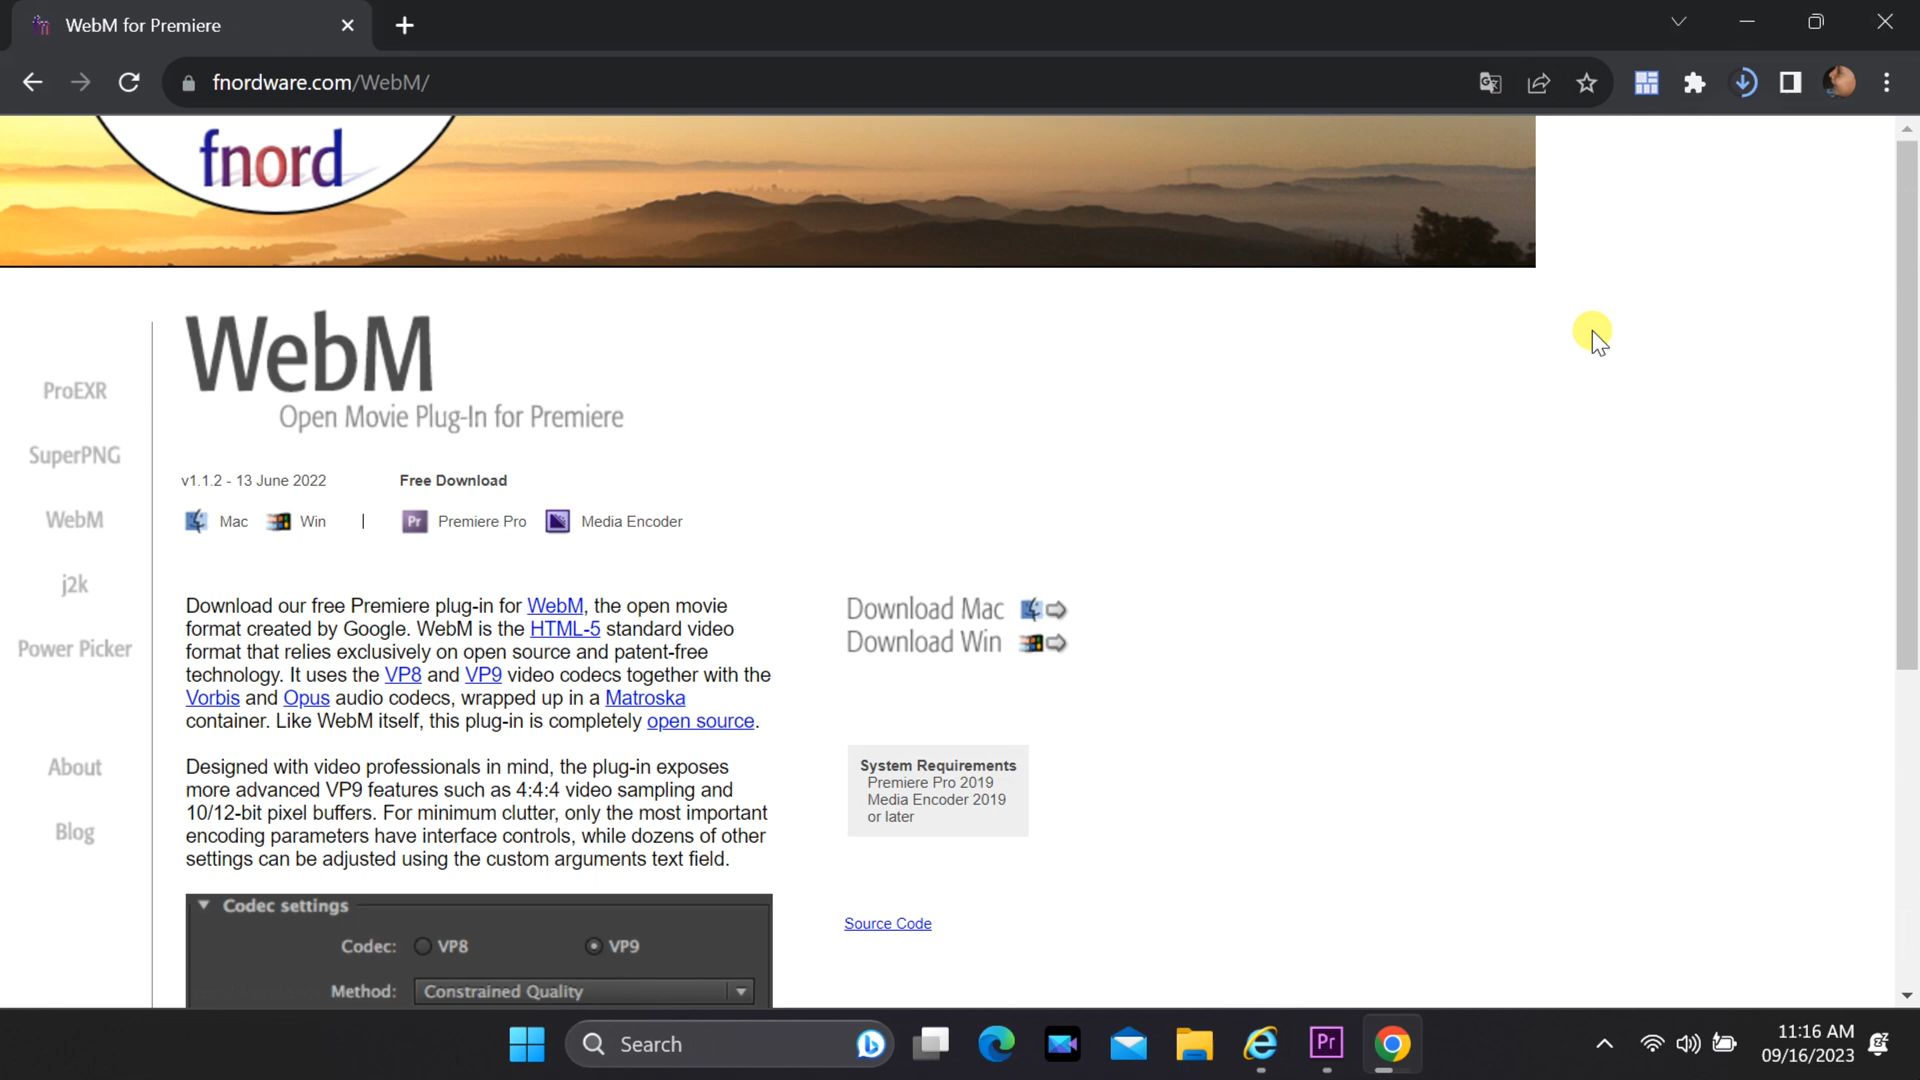 WebM for Premiere
fnordware.com/WebM/
fnord
WebM
Open Movie Plug-In for Premiere
ProEXR
SuperPNG
WebM
j2k
Power Picker
About
Blog
v1.1.2 - 13 June 2022
Free Download
Mac
Win
|
Pr
Premiere Pro
Media Encoder
Download our free Premiere plug-in for WebM, the open movie
format created by Google. WebM is the HTML-5 standard video
format that relies exclusively on open source and patent-free
technology. It uses the VP8 and VP9 video codecs together with the
Vorbis and Opus audio codecs, wrapped up in a Matroska
container. Like WebM itself, this plug-in is completely open source.
Designed with video professionals in mind, the plug-in exposes
more advanced VP9 features such as 4:4:4 video sampling and
10/12-bit pixel buffers. For minimum clutter, only the most important
encoding parameters have interface controls, while dozens of other
settings can be adjusted using the custom arguments text field.
Download Mac
Download Win
System Requirements
Premiere Pro 2019
Media Encoder 2019
or later
Source Code
Codec settings
Codec: VP8 VP9
Method: Constrained Quality
Search
Pr
11:16 AM
09/16/2023